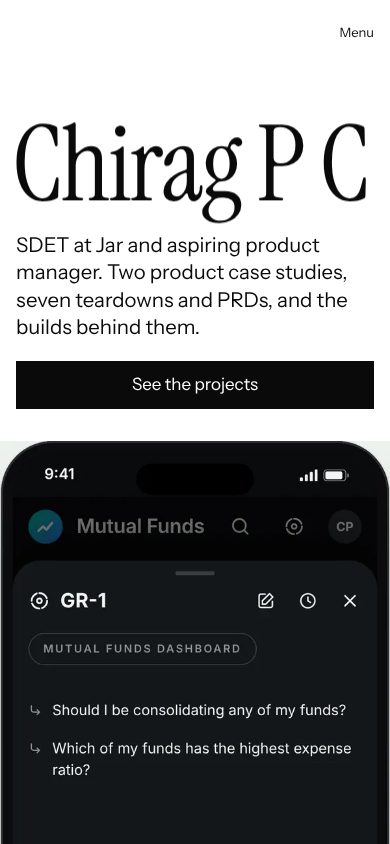 Menu
Chirag P C
SDET at Jar and aspiring product
manager. Two product case studies,
seven teardowns and PRDs, and the
builds behind them.
See the projects
9:41
Mutual Funds
CP
GR-1
MUTUAL FUNDS DASHBOARD
Should I be consolidating any of my funds?
Which of my funds has the highest expense
ratio?